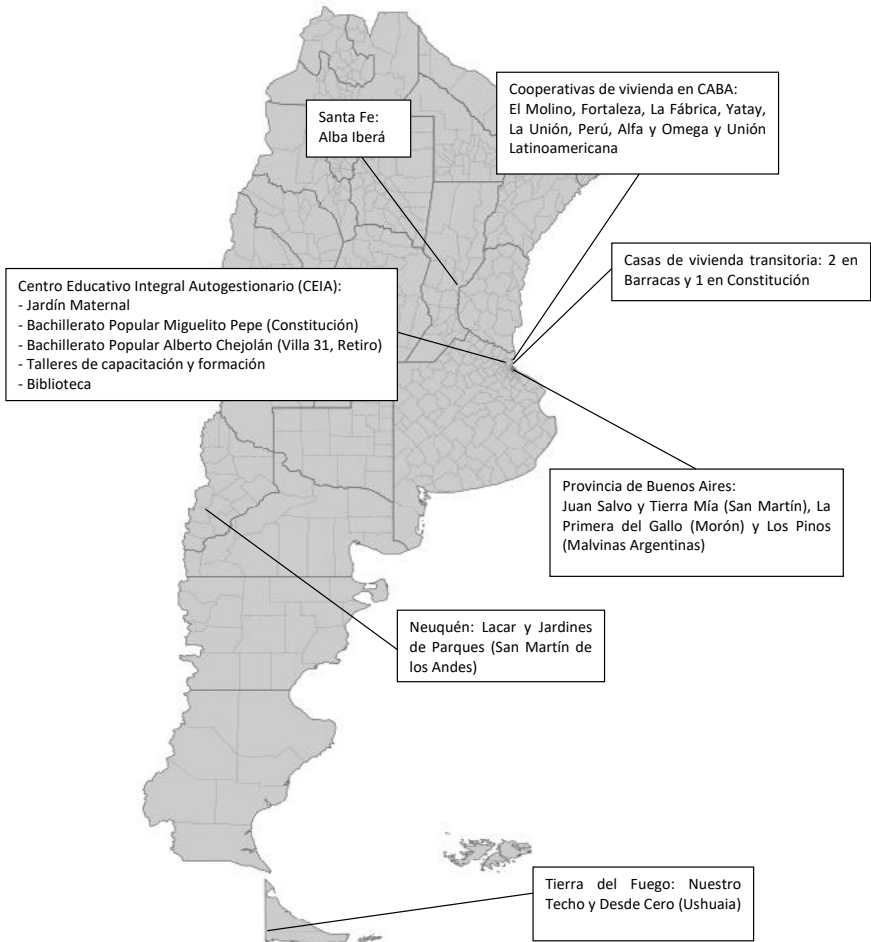 Cooperativas de vivienda en CABA:
El Molino, Fortaleza, La Fábrica, Yatay,
La Unión, Perú, Alfa y Omega y Unión
Latinoamericana
Santa Fe:
Alba Iberá
Casas de vivienda transitoria: 2 en
Barracas y 1 en Constitución
Centro Educativo Integral Autogestionario (CEIA):
- Jardín Maternal
- Bachillerato Popular Miguelito Pepe (Constitución)
- Bachillerato Popular Alberto Chejolán (Villa 31, Retiro)
- Talleres de capacitación y formación
- Biblioteca
Provincia de Buenos Aires:
Juan Salvo y Tierra Mía (San Martín), La
Primera del Gallo (Morón) y Los Pinos
(Malvinas Argentinas)
Neuquén: Lacar y Jardines
de Parques (San Martín de
los Andes)
Tierra del Fuego: Nuestro
Techo y Desde Cero (Ushuaia)